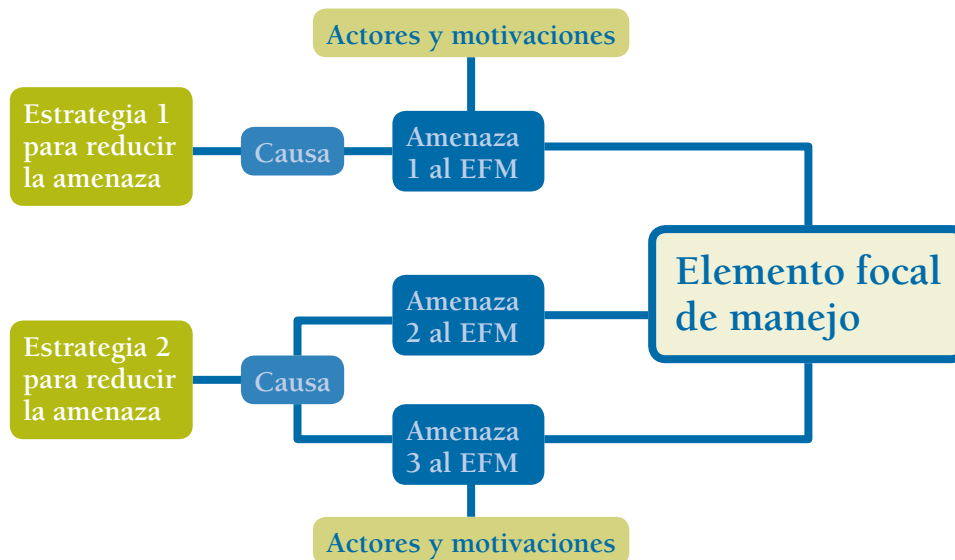 Actores y motivaciones
Estrategia 1
para reducir
la amenaza
Causa
Amenaza
1 al EFM
Elemento focal
de manejo
Amenaza
2 al EFM
Estrategia 2
para reducir
la amenaza
Causa
Amenaza
3 al EFM
Actores y motivaciones